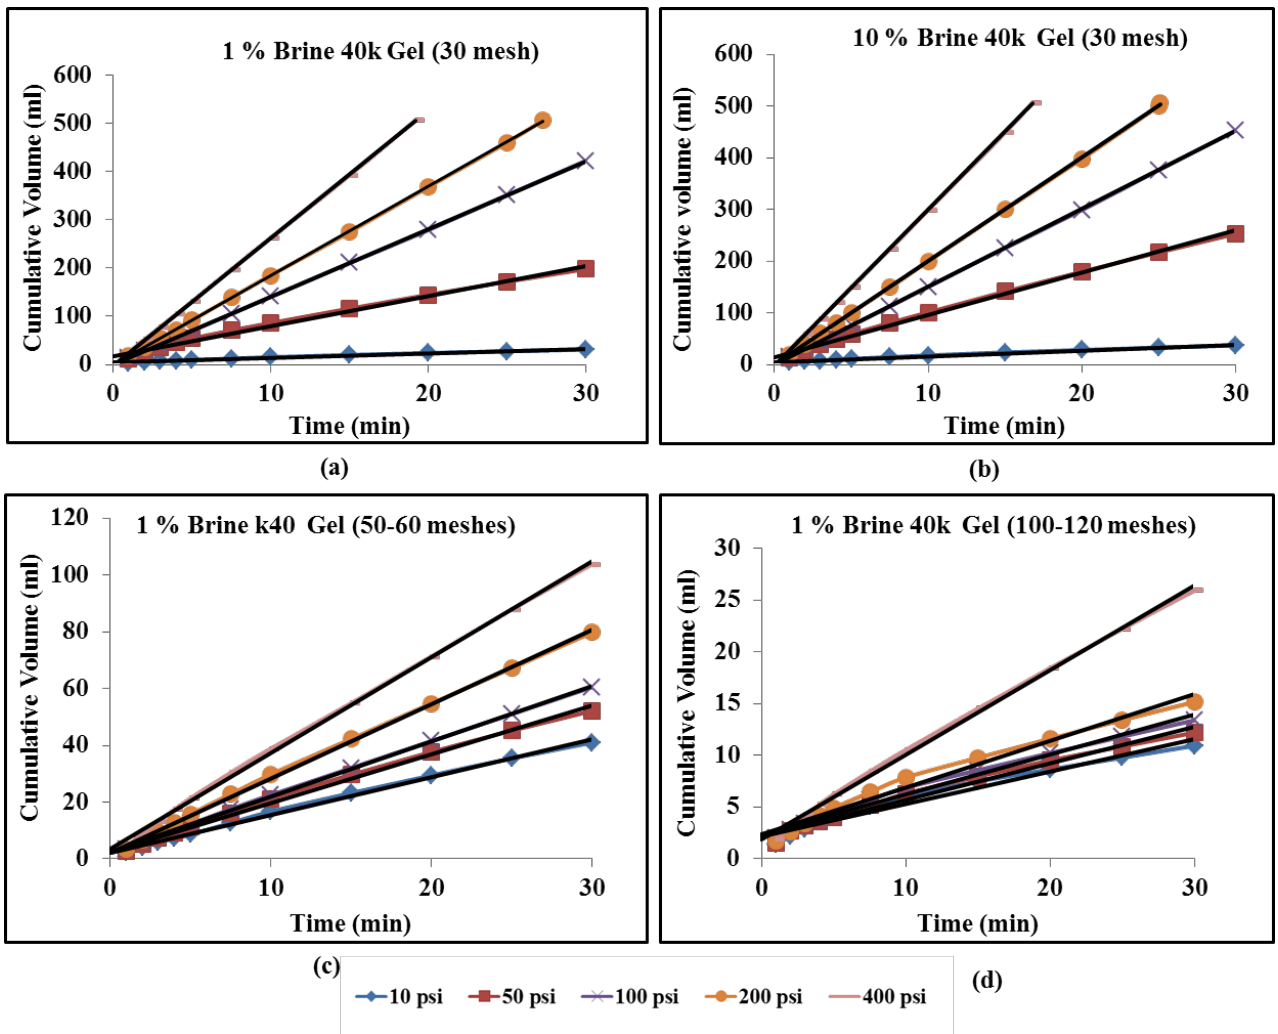 1 % Brine 40k Gel (30 mesh)
Cumulative Volume (ml)
600
500
400
300
200
100
0
0 10 20 30
Time (min)
(a)
10 % Brine 40k Gel (30 mesh)
Cumulative volume (ml)
600
500
400
300
200
100
0
0 10 20 30
Time (min)
(b)
1 % Brine k40 Gel (50-60 meshes)
Cumulative Volume (ml)
120
100
80
60
40
20
0
0 10 20 30
Time (min)
(c)
1 % Brine 40k Gel (100-120 meshes)
Cumulative Volume (ml)
30
25
20
15
10
5
0
0 10 20 30
Time (min)
(d)
10 psi 50 psi 100 psi 200 psi 400 psi